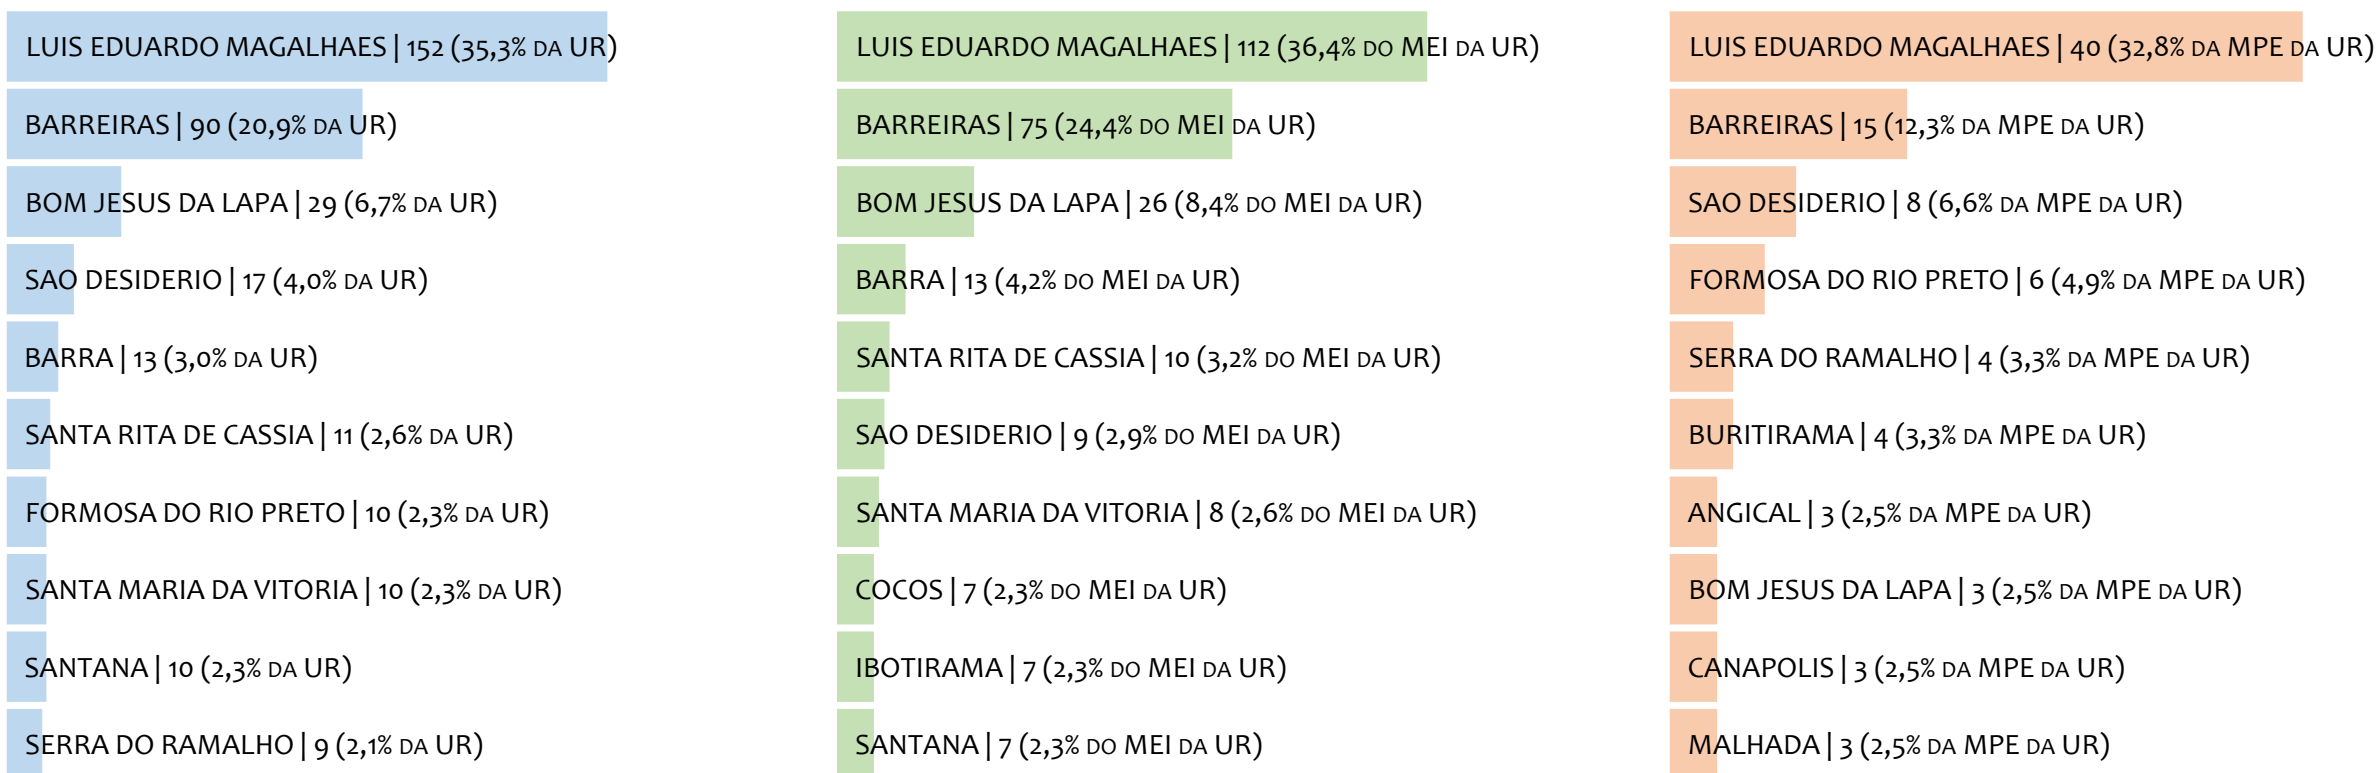 LUIS EDUARDO MAGALHAES | 152 (35,3% DA UR)
BARREIRAS | 90 (20,9% DA UR)
BOM JESUS DA LAPA | 29 (6,7% DA UR)
SAO DESIDERIO | 17 (4,0% DA UR)
BARRA | 13 (3,0% DA UR)
SANTA RITA DE CASSIA | 11 (2,6% DA UR)
FORMOSA DO RIO PRETO | 10 (2,3% DA UR)
SANTA MARIA DA VITORIA | 10 (2,3% DA UR)
SANTANA | 10 (2,3% DA UR)
SERRA DO RAMALHO | 9 (2,1% DA UR)
LUIS EDUARDO MAGALHAES | 112 (36,4% DO MEI DA UR)
BARREIRAS | 75 (24,4% DO MEI DA UR)
BOM JESUS DA LAPA | 26 (8,4% DO MEI DA UR)
BARRA | 13 (4,2% DO MEI DA UR)
SANTA RITA DE CASSIA | 10 (3,2% DO MEI DA UR)
SAO DESIDERIO | 9 (2,9% DO MEI DA UR)
SANTA MARIA DA VITORIA | 8 (2,6% DO MEI DA UR)
COCOS | 7 (2,3% DO MEI DA UR)
IBOTIRAMA | 7 (2,3% DO MEI DA UR)
SANTANA | 7 (2,3% DO MEI DA UR)
LUIS EDUARDO MAGALHAES | 40 (32,8% DA MPE DA UR)
BARREIRAS | 15 (12,3% DA MPE DA UR)
SAO DESIDERIO | 8 (6,6% DA MPE DA UR)
FORMOSA DO RIO PRETO | 6 (4,9% DA MPE DA UR)
SERRA DO RAMALHO | 4 (3,3% DA MPE DA UR)
BURITIRAMA | 4 (3,3% DA MPE DA UR)
ANGICAL | 3 (2,5% DA MPE DA UR)
BOM JESUS DA LAPA | 3 (2,5% DA MPE DA UR)
CANAPOLIS | 3 (2,5% DA MPE DA UR)
MALHADA | 3 (2,5% DA MPE DA UR)